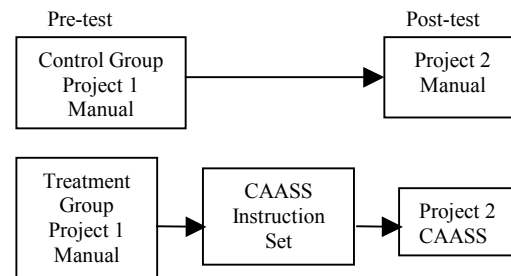 Pre-test
Post-test
Control Group
Project 1
Manual
Project 2
Manual
Treatment
Group
Project 1
Manual
CAASS
Instruction
Set
Project 2
CAASS